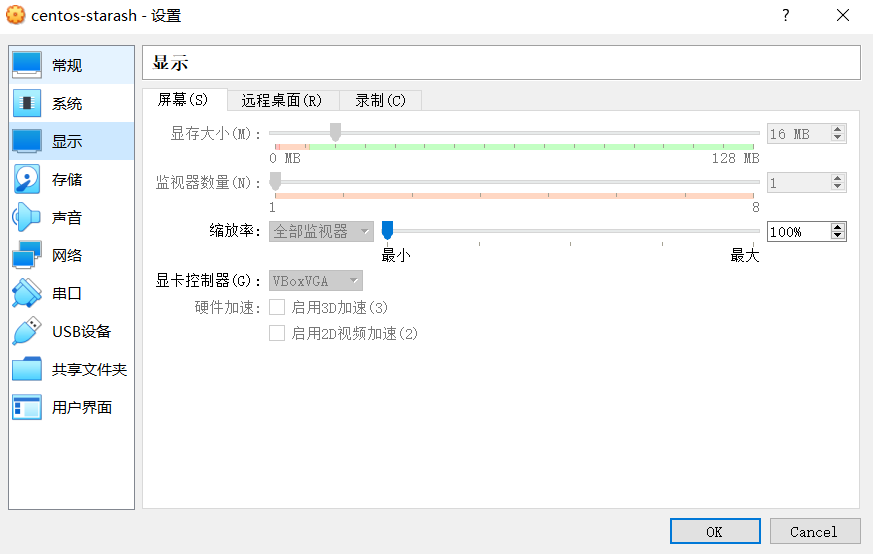 centos-starash - 设置
?
常规
系统
显示
存储
声音
网络
串口
USB设备
共享文件夹
用户界面
显示
屏幕(S) 远程桌面(R) 录制(C)
显存大小(M): 16 MB
0 MB 128 MB
监视器数量(N): 1
1 8
缩放率: 全部监视器 100%
最小 最大
显卡控制器(G): VBoxVGA
硬件加速: 启用3D加速(3)
启用2D视频加速(2)
OK Cancel